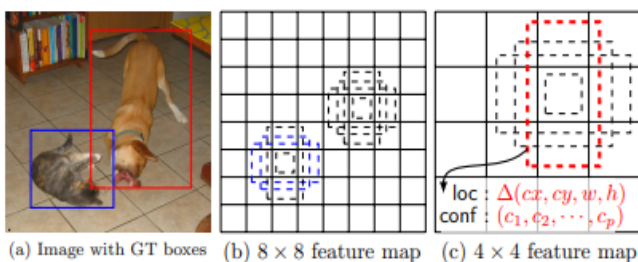 loc : Δ(cx, cy, w, h)
conf : (c₁, c₂, ⋯, cₚ)
(a) Image with GT boxes
(b) 8 × 8 feature map
(c) 4 × 4 feature map